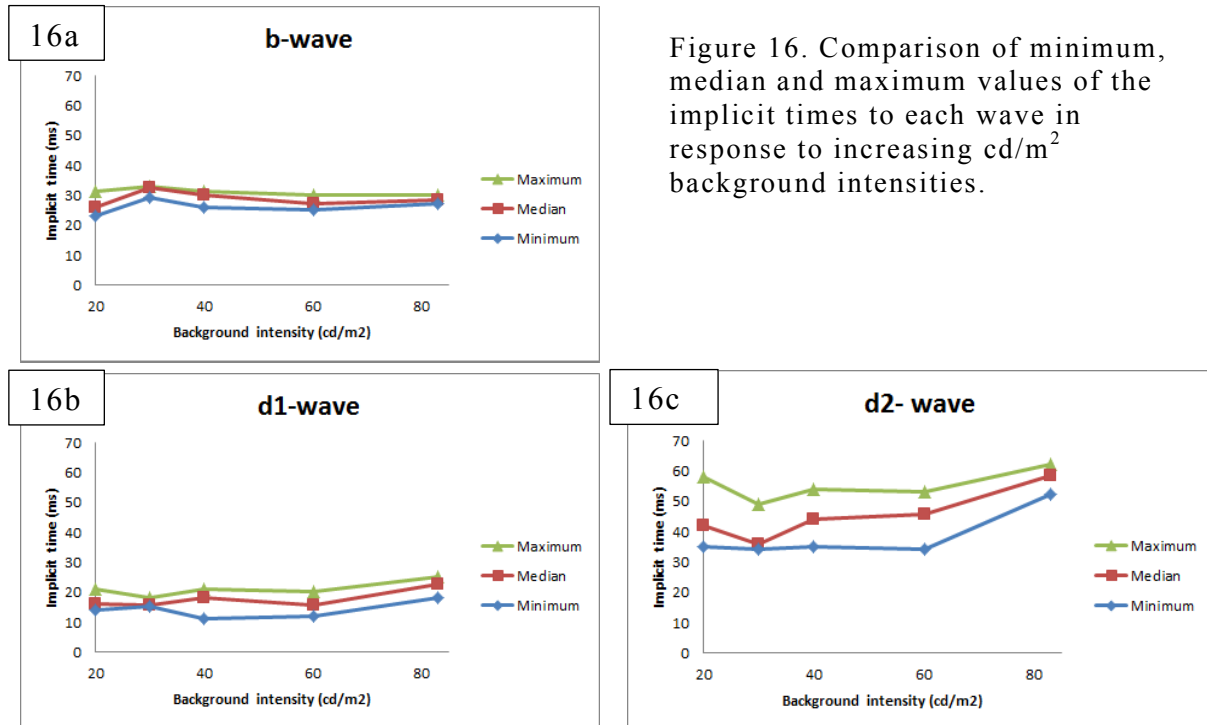 16a
b-wave
70
60
50
40
30
20
10
0
Implicit time (ms)
20 30 40 60 80
Background intensity (cd/m2)
Maximum
Median
Minimum
Figure 16. Comparison of minimum,
median and maximum values of the
implicit times to each wave in
response to increasing cd/m²
background intensities.
16b
d1-wave
70
60
50
40
30
20
10
0
Implicit time (ms)
20 30 40 60 80
Background intensity (cd/m2)
Maximum
Median
Minimum
16c
d2- wave
70
60
50
40
30
20
10
0
Implicit time (ms)
20 30 40 60 80
Background intensity (cd/m2)
Maximum
Median
Minimum